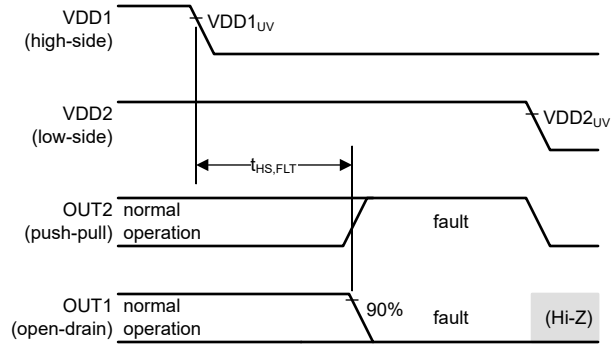 VDD1
(high-side)
VDD1UV
VDD2
(low-side)
VDD2UV
tHS,FLT
OUT2
(push-pull)
normal
operation
fault
OUT1
(open-drain)
normal
operation
90%
fault
(Hi-Z)